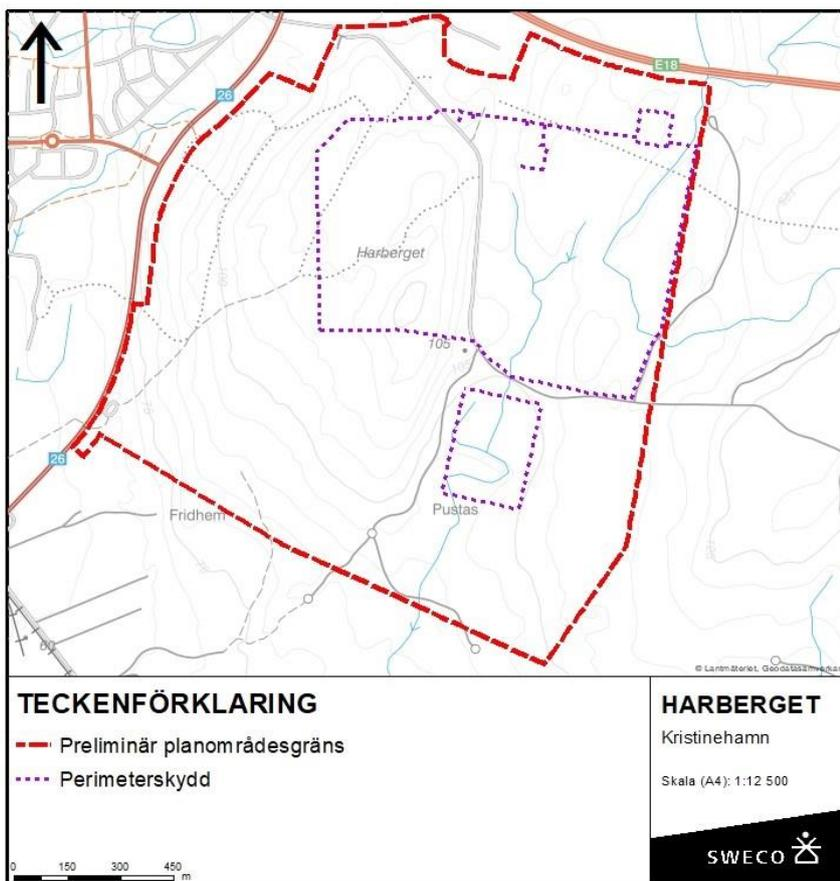 E18
26
Harberget
105
26
Fridhem
Pustas
60
© Lantmäteriet, Geodatasamverkan
TECKENFÖRKLARING
Preliminär planområdesgräns
Perimeterskydd
0 150 300 450
m
HARBERGET
Kristinehamn
Skala (A4): 1:12 500
SWECO